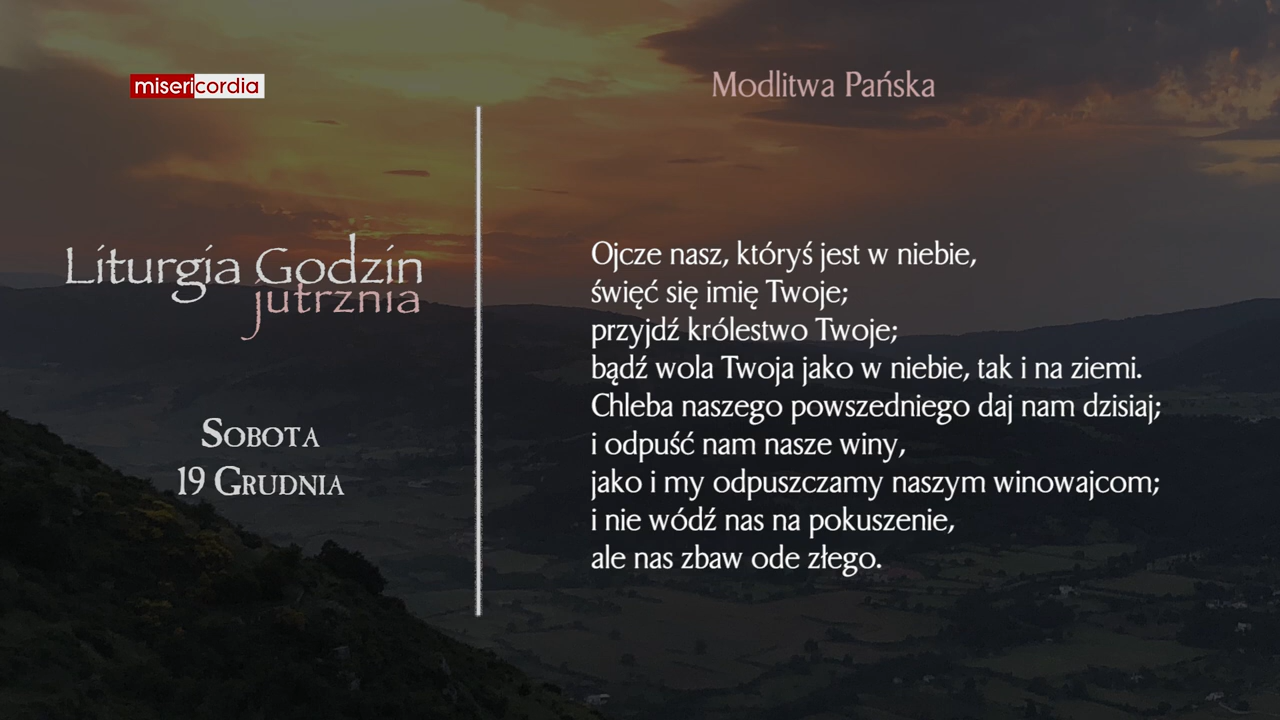 misericordia
Liturgia Godzin
jutrznia
Sobota
19 Grudnia
Modlitwa Pańska
Ojcze nasz, któryś jest w niebie,
święć się imię Twoje;
przyjdź królestwo Twoje;
bądź wola Twoja jako w niebie, tak i na ziemi.
Chleba naszego powszedniego daj nam dzisiaj;
i odpuść nam nasze winy,
jako i my odpuszczamy naszym winowajcom;
i nie wódź nas na pokuszenie,
ale nas zbaw ode złego.